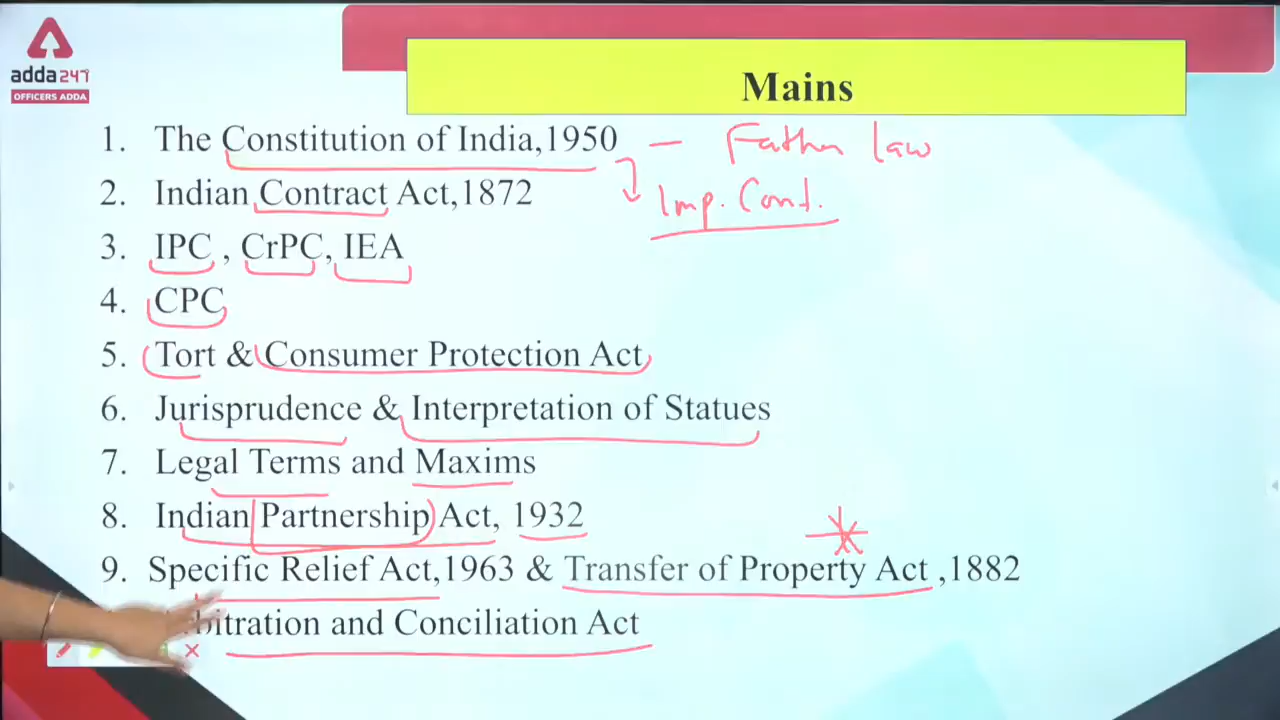 adda247
OFFICERS ADDA
Mains
1. The Constitution of India,1950 — Father law
Imp. Cont.
2. Indian Contract Act,1872
3. IPC , CrPC, IEA
4. CPC
5. Tort & Consumer Protection Act
6. Jurisprudence & Interpretation of Statues
7. Legal Terms and Maxims
8. Indian Partnership Act, 1932
9. Specific Relief Act,1963 & Transfer of Property Act ,1882
and Conciliation Act